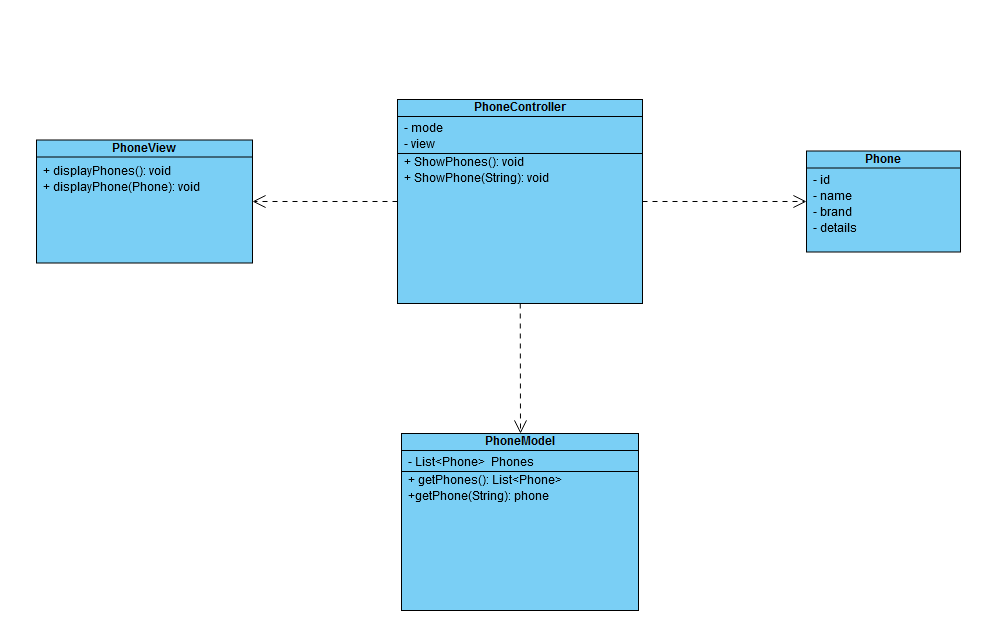 PhoneController
- mode
- view
+ ShowPhones(): void
+ ShowPhone(String): void
PhoneView
+ displayPhones(): void
+ displayPhone(Phone): void
Phone
- id
- name
- brand
- details
PhoneModel
- List<Phone> Phones
+ getPhones(): List<Phone>
+getPhone(String): phone